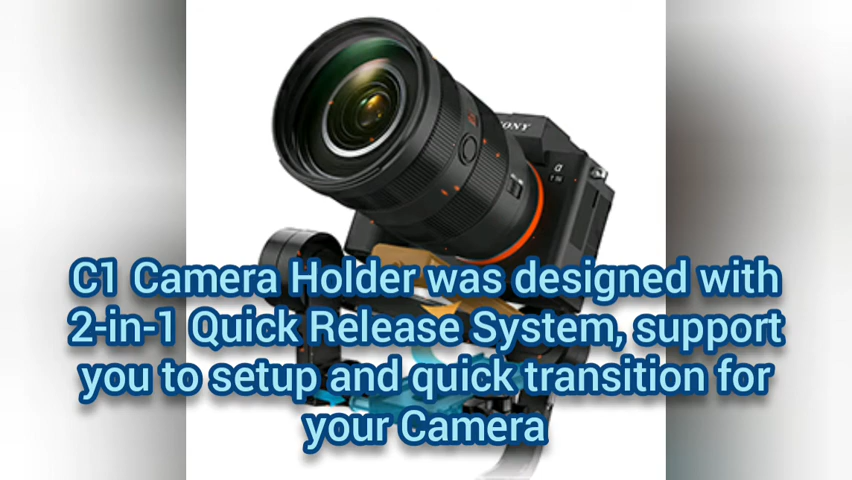 SONY
α
C1 Camera Holder was designed with
2-in-1 Quick Release System, support
you to setup and quick transition for
your Camera